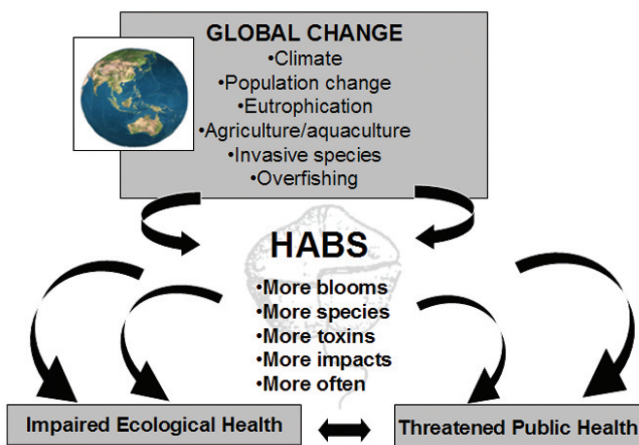 GLOBAL CHANGE
•Climate
•Population change
•Eutrophication
•Agriculture/aquaculture
•Invasive species
•Overfishing
HABS
•More blooms
•More species
•More toxins
•More impacts
•More often
Impaired Ecological Health
Threatened Public Health